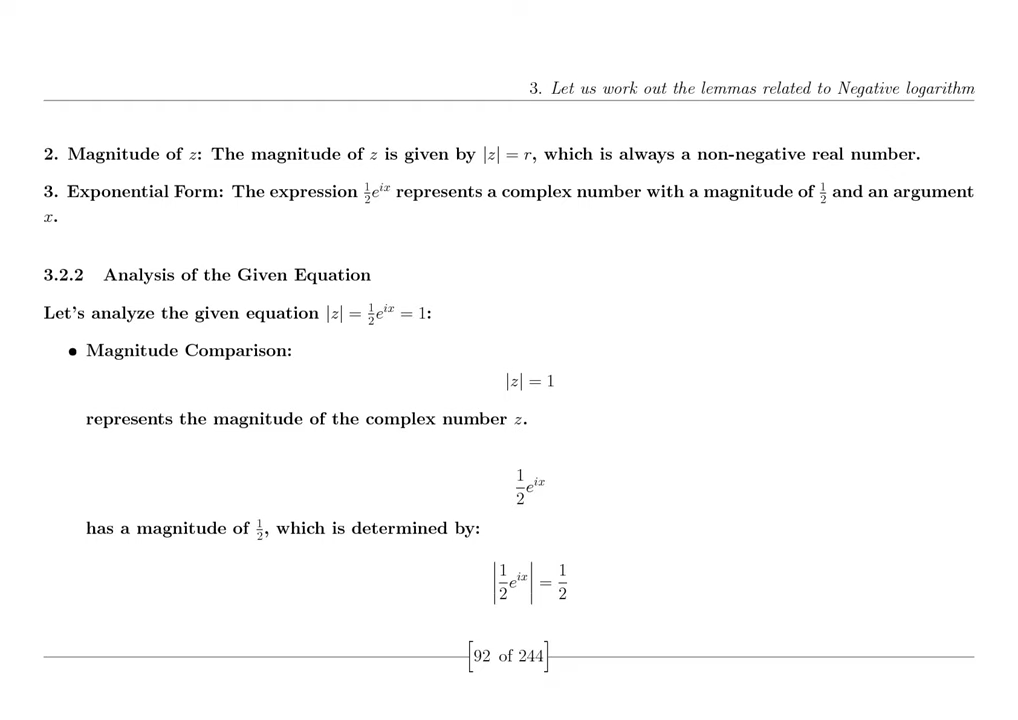 3. Let us work out the lemmas related to Negative logarithm
2. Magnitude of z: The magnitude of z is given by |z| = r, which is always a non-negative real number.
3. Exponential Form: The expression ½e^{ix} represents a complex number with a magnitude of ½ and an argument
x.
3.2.2 Analysis of the Given Equation
Let's analyze the given equation |z| = ½e^{ix} = 1:
• Magnitude Comparison:
|z| = 1
represents the magnitude of the complex number z.
½e^{ix}
has a magnitude of ½, which is determined by:
|½e^{ix}| = ½
[92 of 244]